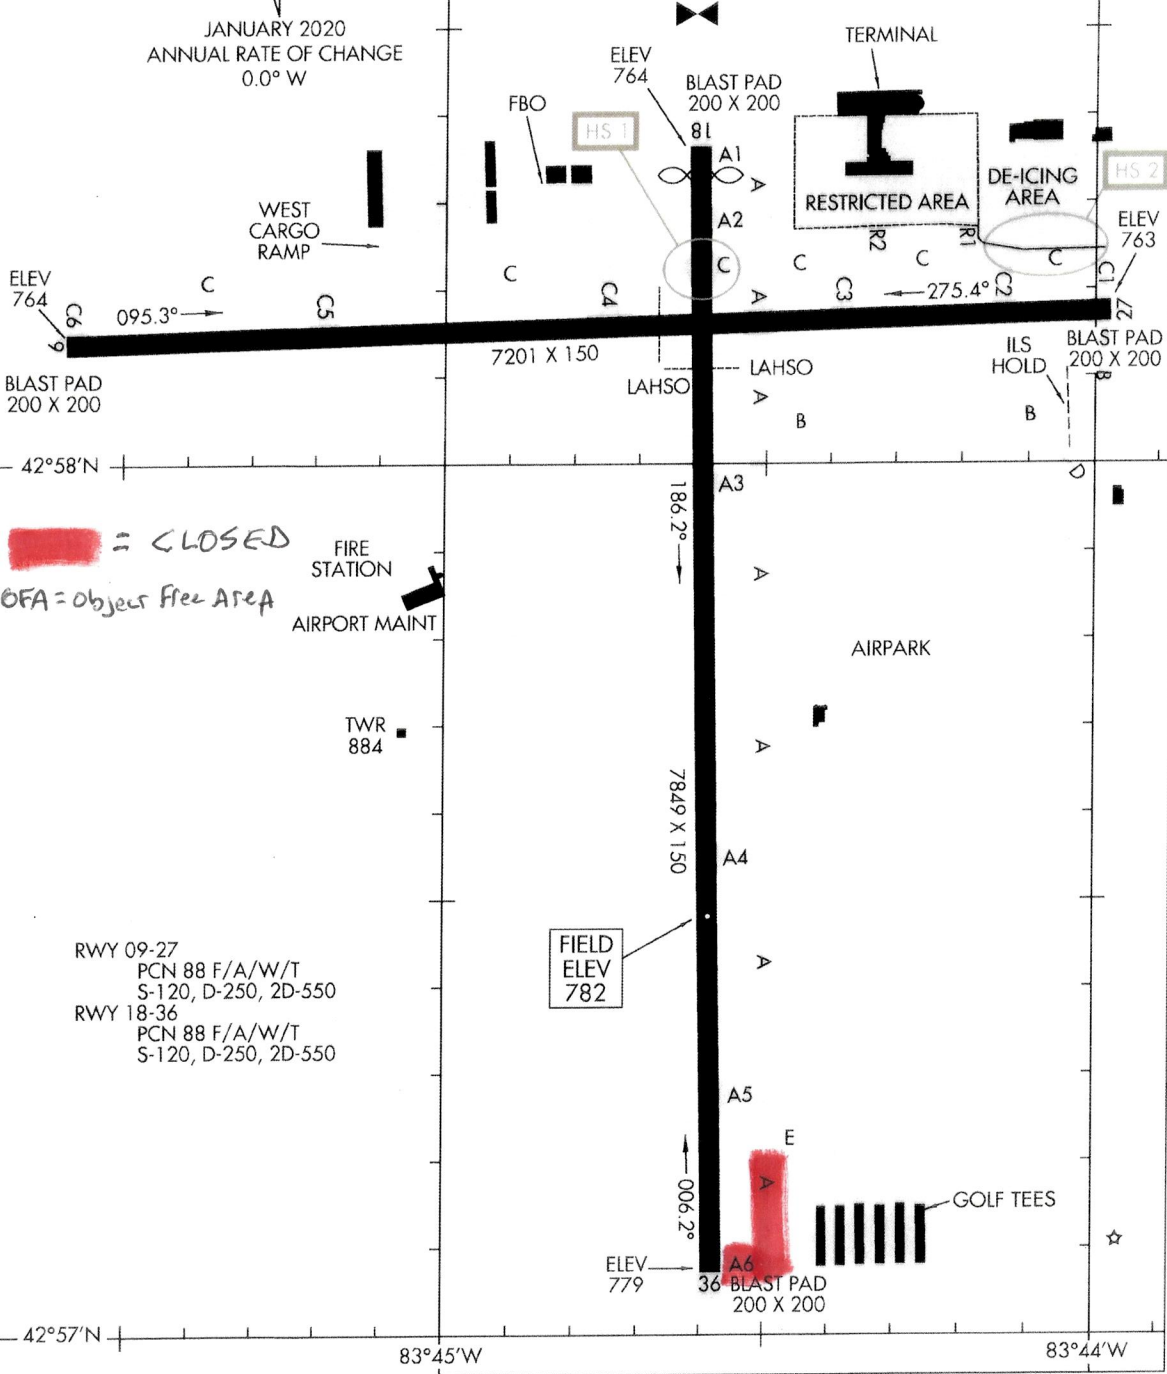 JANUARY 2020
ANNUAL RATE OF CHANGE
0.0° W
TERMINAL
ELEV
764
BLAST PAD
200 X 200
FBO
HS 1
18
A1
A
A2
RESTRICTED AREA
DE-ICING
AREA
HS 2
WEST
CARGO
RAMP
R2
R1
ELEV
763
C
C
C
C
C
C
ELEV
764
C6
C5
C4
A
C3
C2
C1
095.3°
275.4°
9
27
7201 X 150
BLAST PAD
200 X 200
ILS
HOLD
BLAST PAD
200 X 200
LAHSO
LAHSO
A
B
B
B
42°58'N
A3
D
186.2°
= CLOSED
OFA = Object Free Area
FIRE
STATION
A
AIRPORT MAINT
AIRPARK
TWR
884
A
7849 X 150
A4
FIELD
ELEV
782
A
RWY 09-27
PCN 88 F/A/W/T
S-120, D-250, 2D-550
RWY 18-36
PCN 88 F/A/W/T
S-120, D-250, 2D-550
A5
E
A
006.2°
GOLF TEES
ELEV
779
A6
36
BLAST PAD
200 X 200
42°57'N
83°45'W
83°44'W